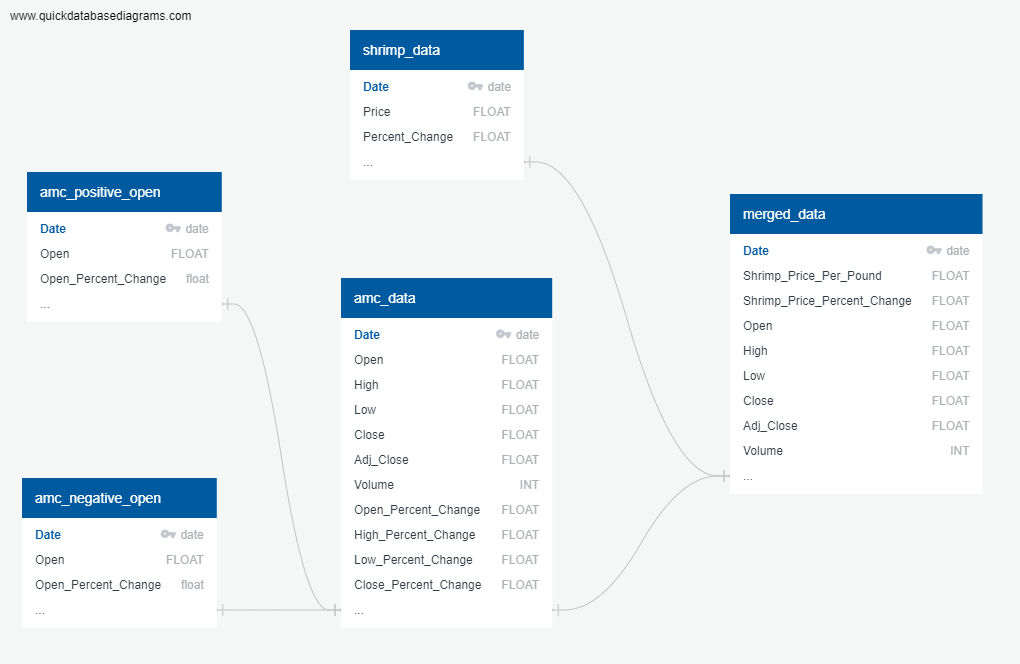 www.quickdatabasediagrams.com
shrimp_data
Date date
Price FLOAT
Percent_Change FLOAT
...
amc_positive_open
Date date
Open FLOAT
Open_Percent_Change float
...
merged_data
Date date
Shrimp_Price_Per_Pound FLOAT
Shrimp_Price_Percent_Change FLOAT
Open FLOAT
High FLOAT
Low FLOAT
Close FLOAT
Adj_Close FLOAT
Volume INT
...
amc_data
Date date
Open FLOAT
High FLOAT
Low FLOAT
Close FLOAT
Adj_Close FLOAT
Volume INT
Open_Percent_Change FLOAT
High_Percent_Change FLOAT
Low_Percent_Change FLOAT
Close_Percent_Change FLOAT
...
amc_negative_open
Date date
Open FLOAT
Open_Percent_Change float
...